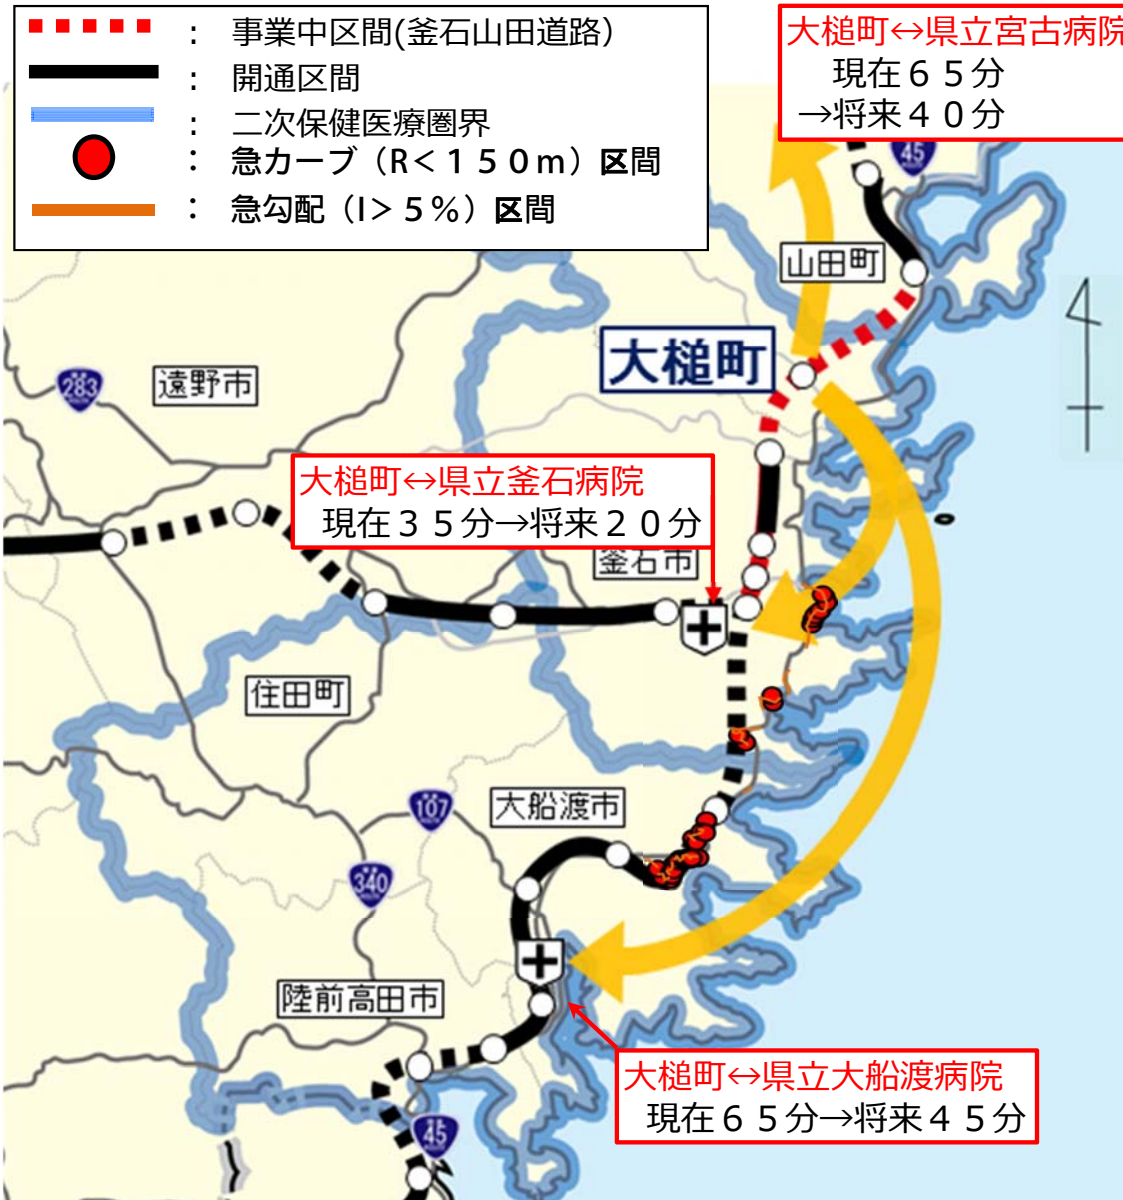 ： 事業中区間(釜石山田道路)
： 開通区間
： 二次保健医療圏界
： 急カーブ（R＜１５０ｍ）区間
： 急勾配（I＞５％）区間
大槌町↔県立宮古病院
現在６５分
→将来４０分
45
山田町
大槌町
283
遠野市
大槌町↔県立釜石病院
現在３５分→将来２０分
釜石市
住田町
107
大船渡市
340
陸前高田市
大槌町↔県立大船渡病院
現在６５分→将来４５分
45